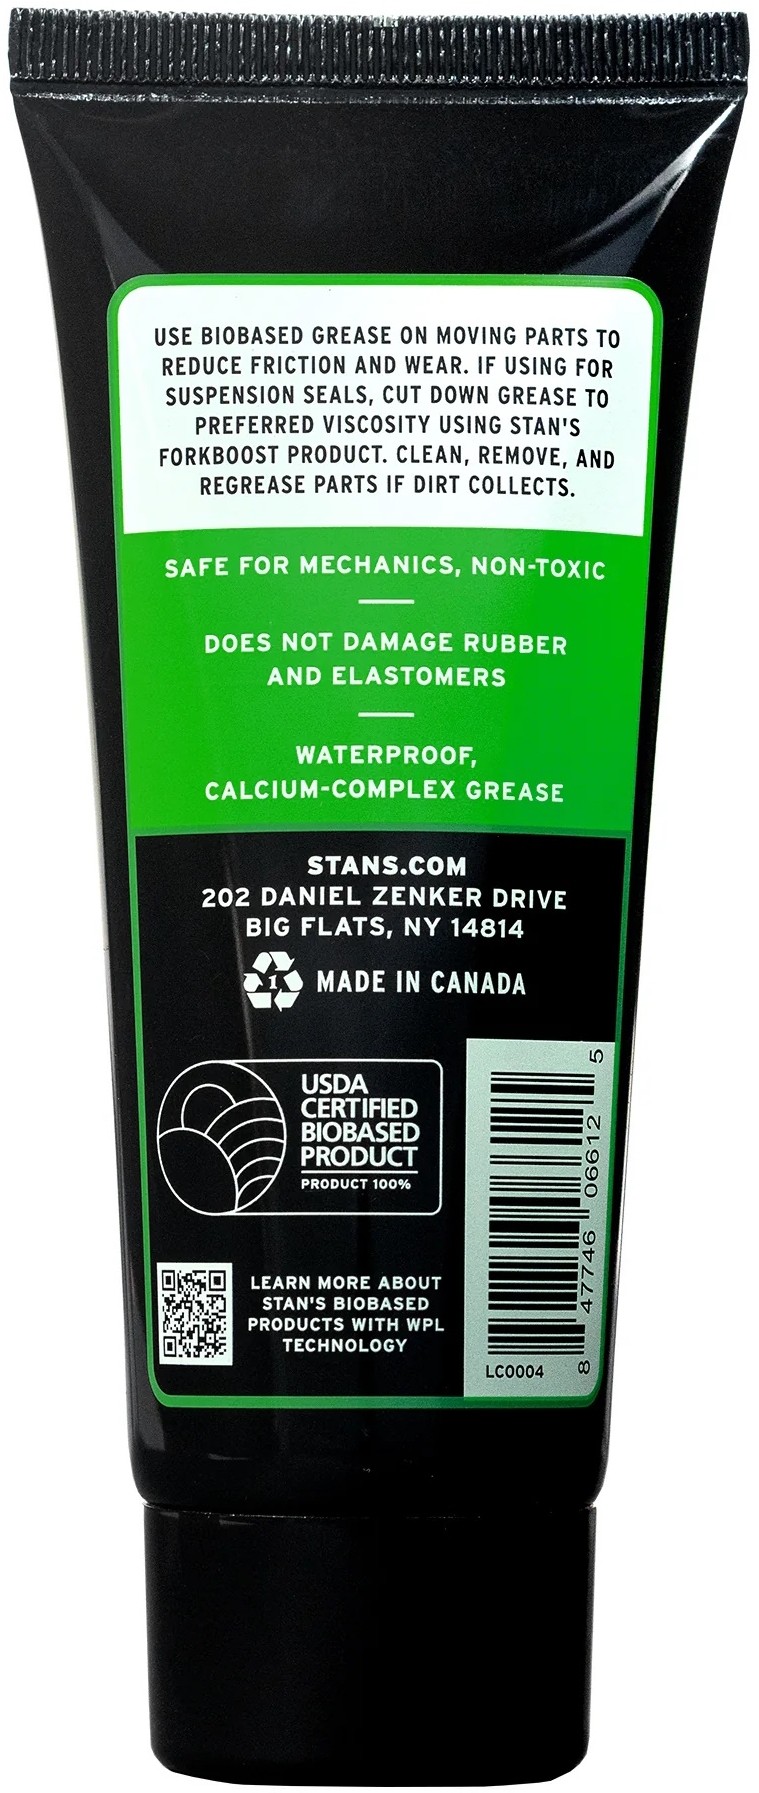 USE BIOBASED GREASE ON MOVING PARTS TO
REDUCE FRICTION AND WEAR. IF USING FOR
SUSPENSION SEALS, CUT DOWN GREASE TO
PREFERRED VISCOSITY USING STAN'S
FORKBOOST PRODUCT. CLEAN, REMOVE, AND
REGREASE PARTS IF DIRT COLLECTS.
SAFE FOR MECHANICS, NON-TOXIC
DOES NOT DAMAGE RUBBER
AND ELASTOMERS
WATERPROOF,
CALCIUM-COMPLEX GREASE
STANS.COM
202 DANIEL ZENKER DRIVE
BIG FLATS, NY 14814
1
MADE IN CANADA
USDA
CERTIFIED
BIOBASED
PRODUCT
PRODUCT 100%
LEARN MORE ABOUT
STAN'S BIOBASED
PRODUCTS WITH WPL
TECHNOLOGY
8 47746 06612 5
LC0004